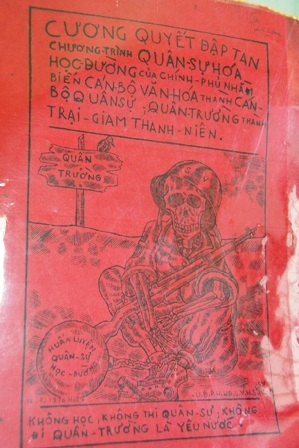 CƯƠNG QUYẾT ĐẬP TAN
CHƯƠNG-TRÌNH QUÂN-SỰ HÓA
HỌC-ĐƯỜNG CỦA CHÍNH-PHỦ NHẰM
BIẾN CÁN BỘ VĂN-HÓA THÀNH CÁN-
BỘ QUÂN SỰ; QUÂN-TRƯỜNG THÀNH
TRẠI-GIAM THANH-NIÊN.
QUÂN
TRƯỜNG
HUẤN LUYỆN
QUÂN-SỰ
HỌC-ĐƯỜNG
KHÔNG HỌC, KHÔNG THI QUÂN-SỰ, KHÔNG
ĐI QUÂN-TRƯỜNG LÀ YÊU NƯỚC